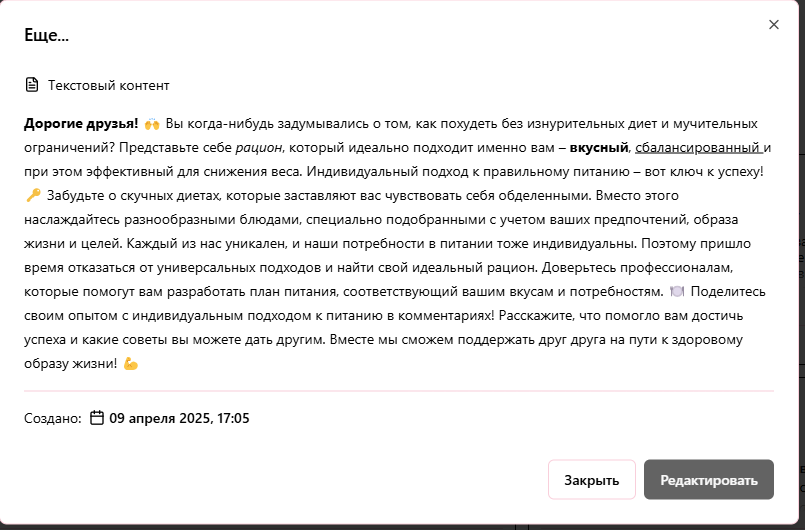 Еще...
Текстовый контент
Дорогие друзья! 🙌 Вы когда-нибудь задумывались о том, как похудеть без изнурительных диет и мучительных
ограничений? Представьте себе рацион, который идеально подходит именно вам – вкусный, сбалансированный и
при этом эффективный для снижения веса. Индивидуальный подход к правильному питанию – вот ключ к успеху!
🔑 Забудьте о скучных диетах, которые заставляют вас чувствовать себя обделенными. Вместо этого
наслаждайтесь разнообразными блюдами, специально подобранными с учетом ваших предпочтений, образа
жизни и целей. Каждый из нас уникален, и наши потребности в питании тоже индивидуальны. Поэтому пришло
время отказаться от универсальных подходов и найти свой идеальный рацион. Доверьтесь профессионалам,
которые помогут вам разработать план питания, соответствующий вашим вкусам и потребностям. 🍽️ Поделитесь
своим опытом с индивидуальным подходом к питанию в комментариях! Расскажите, что помогло вам достичь
успеха и какие советы вы можете дать другим. Вместе мы сможем поддержать друг друга на пути к здоровому
образу жизни! 💪
Создано: 09 апреля 2025, 17:05
Закрыть
Редактировать